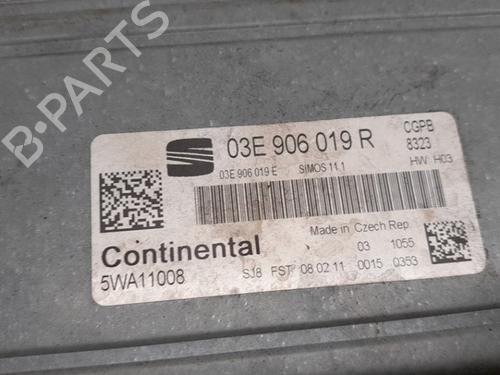 03E 906 019 R
CGPB
8323
03E 906 019 E SIMOS 11.1
HW H03
Made in Czech Rep.
Continental
03 1055
5WA11008
SJ8 FST 08 02 11 0015 0353
B-PARTS